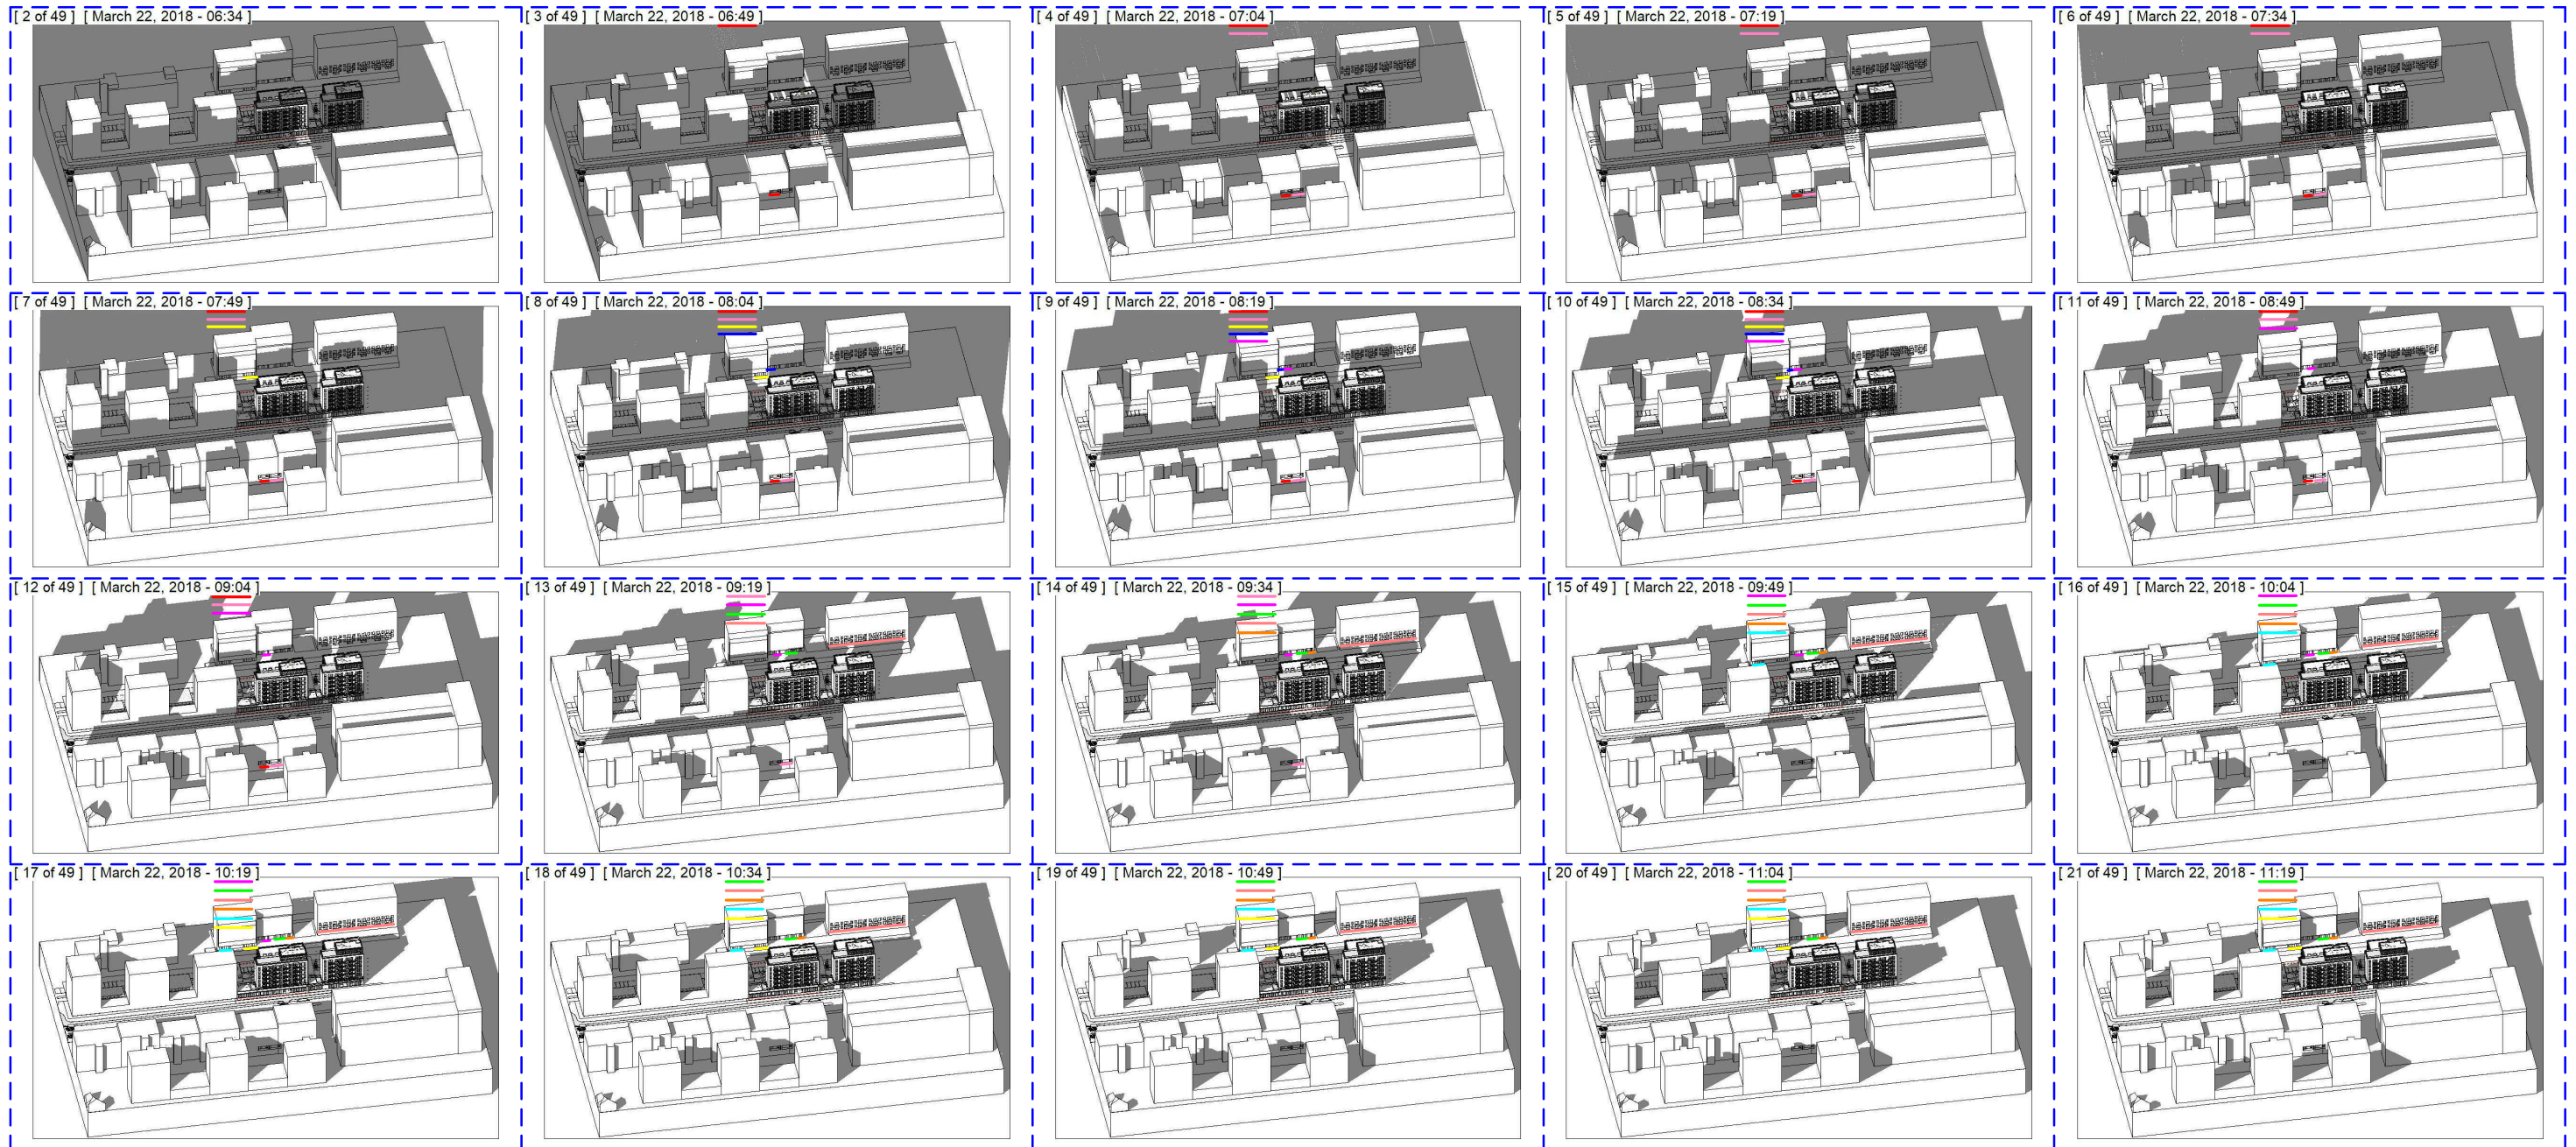 [ 2 of 49 ] [ March 22, 2018 - 06:34 ]
[ 3 of 49 ] [ March 22, 2018 - 06:49 ]
[ 4 of 49 ] [ March 22, 2018 - 07:04 ]
[ 5 of 49 ] [ March 22, 2018 - 07:19 ]
[ 6 of 49 ] [ March 22, 2018 - 07:34 ]
[ 7 of 49 ] [ March 22, 2018 - 07:49 ]
[ 8 of 49 ] [ March 22, 2018 - 08:04 ]
[ 9 of 49 ] [ March 22, 2018 - 08:19 ]
[ 10 of 49 ] [ March 22, 2018 - 08:34 ]
[ 11 of 49 ] [ March 22, 2018 - 08:49 ]
[ 12 of 49 ] [ March 22, 2018 - 09:04 ]
[ 13 of 49 ] [ March 22, 2018 - 09:19 ]
[ 14 of 49 ] [ March 22, 2018 - 09:34 ]
[ 15 of 49 ] [ March 22, 2018 - 09:49 ]
[ 16 of 49 ] [ March 22, 2018 - 10:04 ]
[ 17 of 49 ] [ March 22, 2018 - 10:19 ]
[ 18 of 49 ] [ March 22, 2018 - 10:34 ]
[ 19 of 49 ] [ March 22, 2018 - 10:49 ]
[ 20 of 49 ] [ March 22, 2018 - 11:04 ]
[ 21 of 49 ] [ March 22, 2018 - 11:19 ]